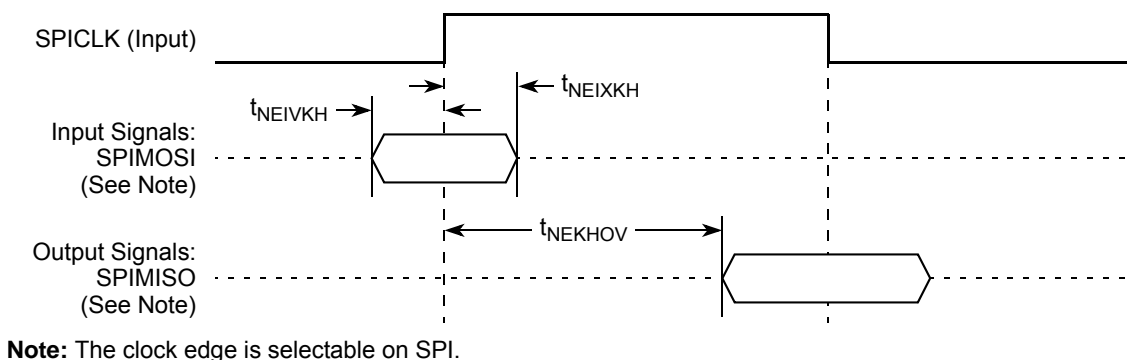 SPICLK (Input)
tNEIXKH
tNEIVKH
Input Signals:
SPIMOSI
(See Note)
tNEKHOV
Output Signals:
SPIMISO
(See Note)
Note: The clock edge is selectable on SPI.